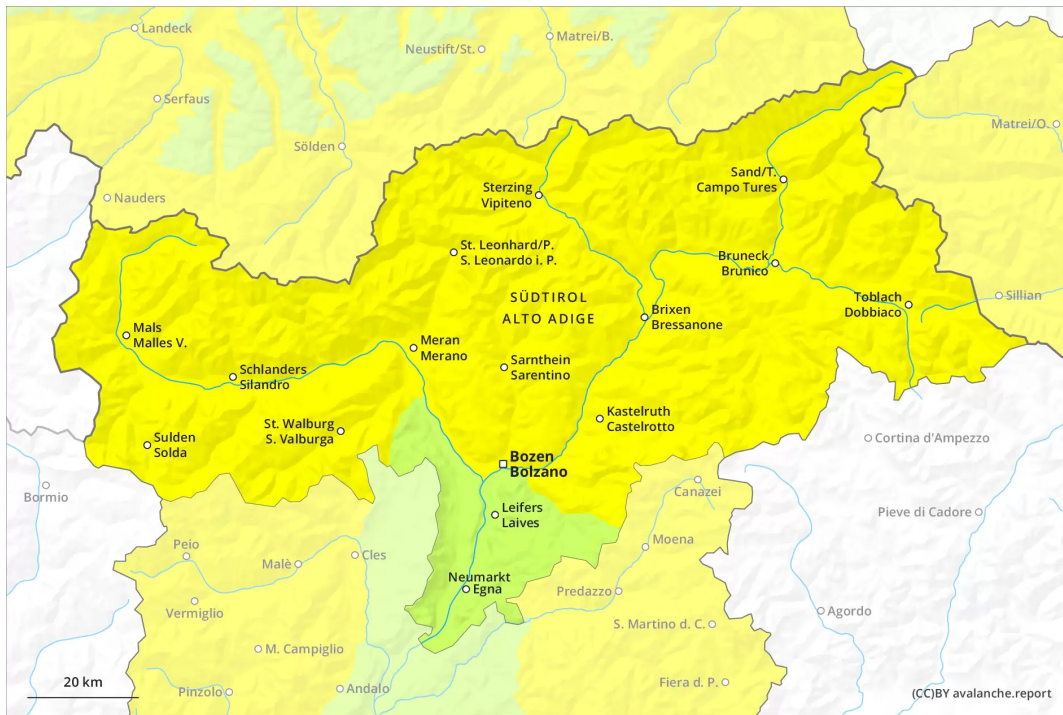 Landeck
Matrei/B.
Neustift/St.
Serfaus
Matrei/O.
Sölden
Sand/T.
Campo Tures
Sterzing
Vipiteno
Nauders
St. Leonhard/P.
S. Leonardo i. P.
Bruneck
Brunico
SÜDTIROL
ALTO ADIGE
Toblach
Dobbiaco
Sillian
Brixen
Bressanone
Mals
Malles V.
Meran
Merano
Sarnthein
Sarentino
Schlanders
Silandro
Kastelruth
Castelrotto
St. Walburg
S. Valburga
Sulden
Solda
Cortina d'Ampezzo
Bozen
Bolzano
Bormio
Canazei
Leifers
Laives
Pieve di Cadore
Peio
Cles
Moena
Malè
Neumarkt
Egna
Predazzo
Vermiglio
Agordo
S. Martino d. C.
M. Campiglio
20 km
Pinzolo
Andalo
Fiera d. P.
(CC)BY avalanche.report